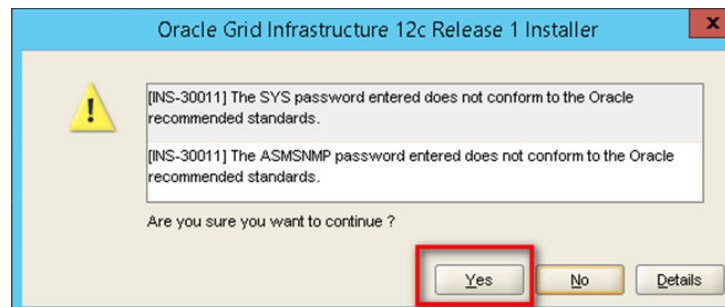 Oracle Grid Infrastructure 12c Release 1 Installer
x
[INS-30011] The SYS password entered does not conform to the Oracle
recommended standards.
[INS-30011] The ASMSNMP password entered does not conform to the Oracle
recommended standards.
Are you sure you want to continue ?
Yes No Details